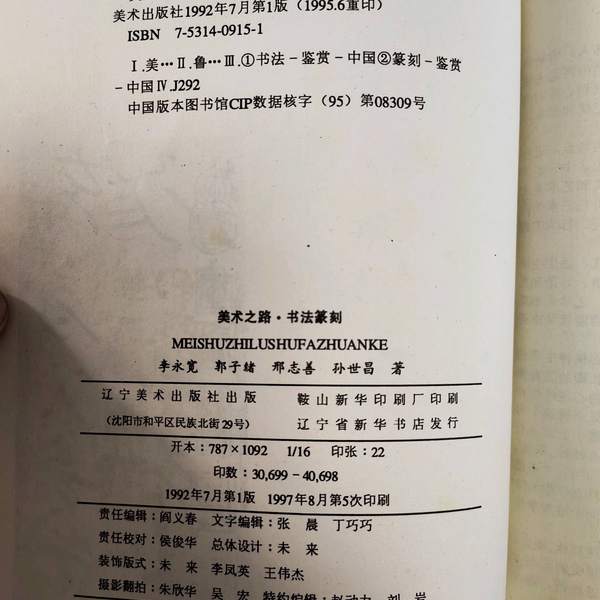 美术出版社1992年7月第1版（1995.6重印）
ISBN 7-5314-0915-1
Ⅰ.美…Ⅱ.鲁…Ⅲ.①书法－鉴赏－中国②篆刻－鉴赏
－中国Ⅳ.J292
中国版本图书馆CIP数据核字（95）第08309号
美术之路·书法篆刻
MEISHUZHILUSHUFAZHUANKE
李永宽 郭子绪 邢志善 孙世昌 著
辽宁美术出版社出版 鞍山新华印刷厂印刷
（沈阳市和平区民族北街29号） 辽宁省新华书店发行
开本：787×1092 1/16 印张：22
印数：30,699－40,698
1992年7月第1版 1997年8月第5次印刷
责任编辑：阎义春 文字编辑：张 晨 丁巧巧
责任校对：侯俊华 总体设计：未 来
装饰版式：未 来 李凤英 王伟杰
摄影翻拍：朱欣华 吴 宏 特约编辑：赵动力 刘 岩